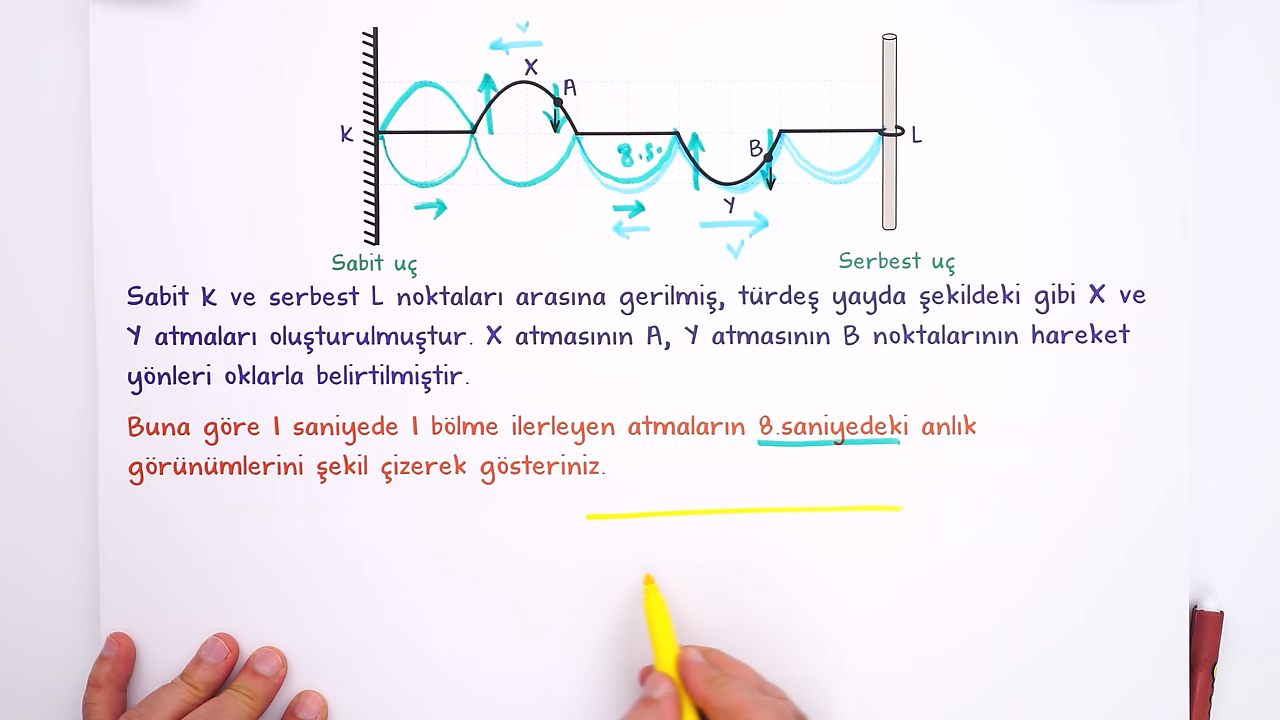 v
X
A
K
8.s.
B
L
Y
v
Sabit uç
Serbest uç
Sabit K ve serbest L noktaları arasına gerilmiş, türdeş yayda şekildeki gibi X ve
Y atmaları oluşturulmuştur. X atmasının A, Y atmasının B noktalarının hareket
yönleri oklarla belirtilmiştir.
Buna göre 1 saniyede 1 bölme ilerleyen atmaların 8.saniyedeki anlık
görünümlerini şekil çizerek gösteriniz.